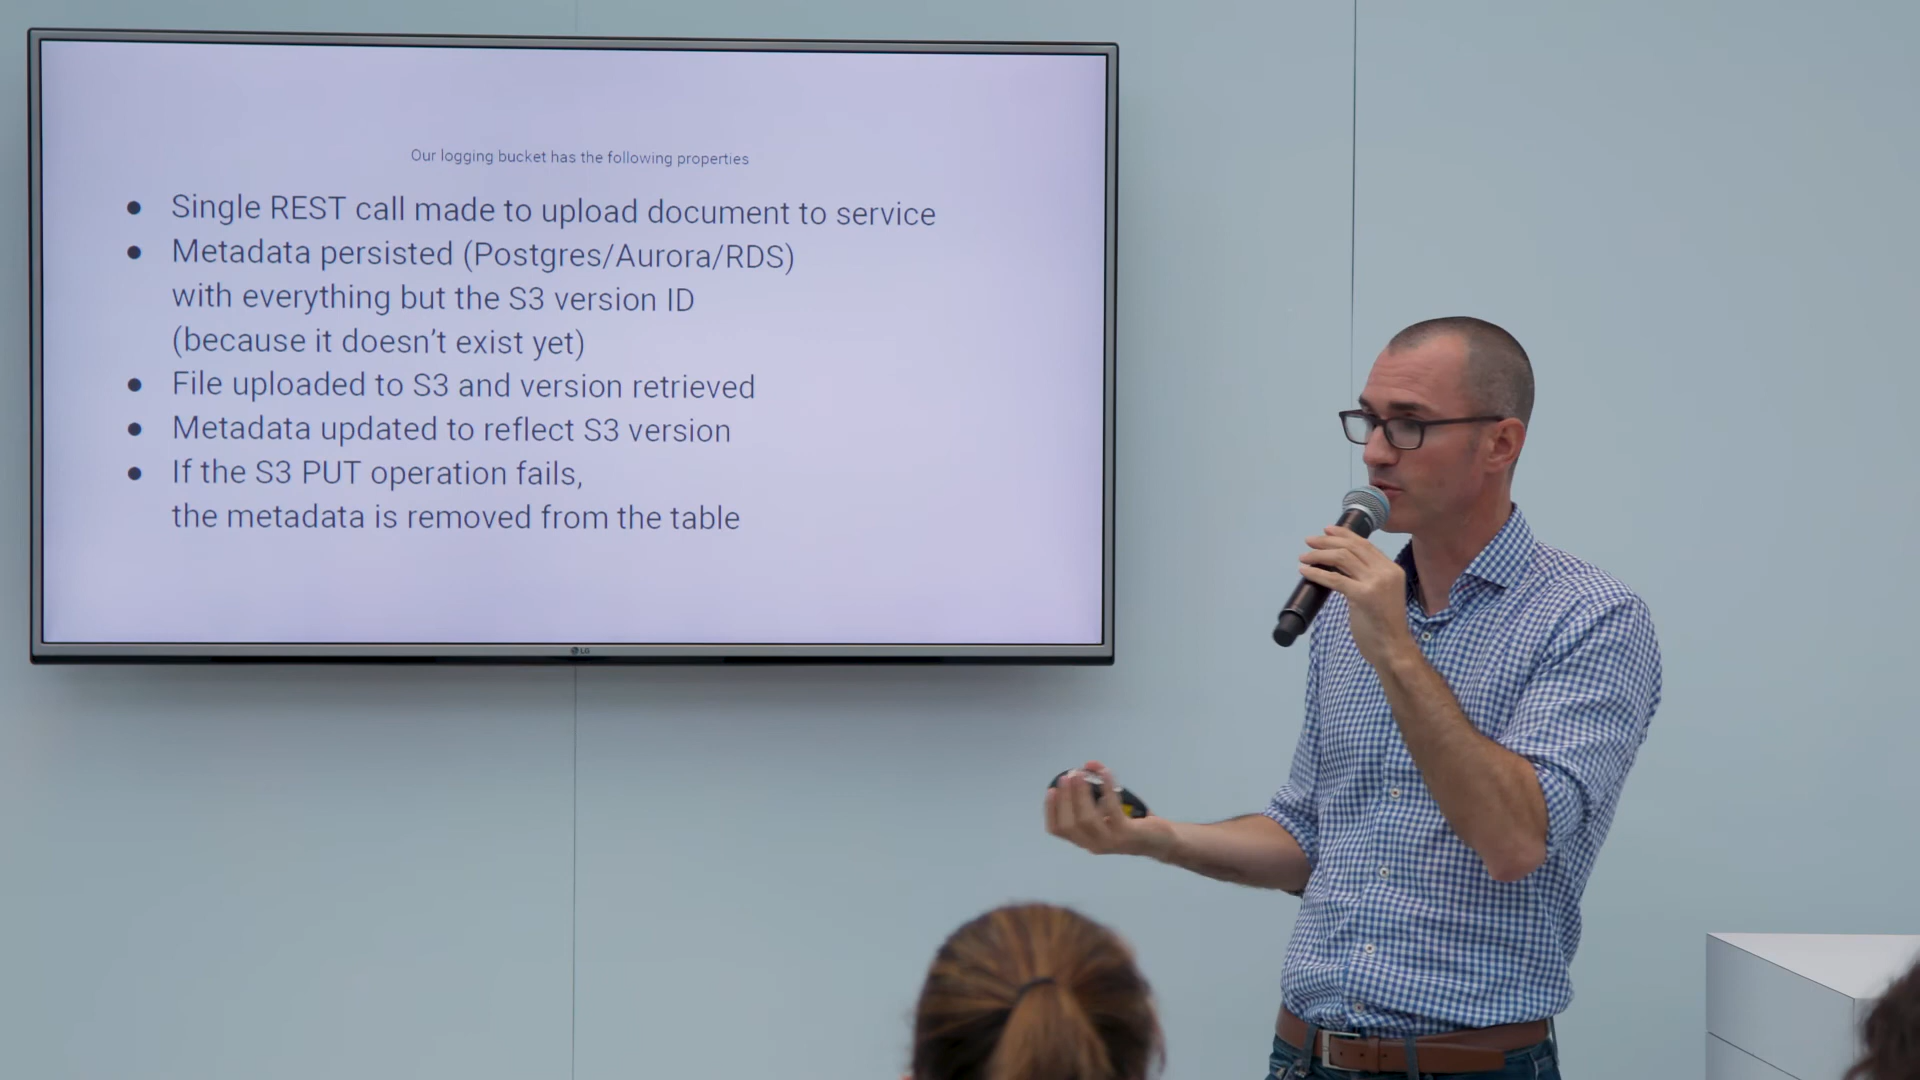 Our logging bucket has the following properties
● Single REST call made to upload document to service
● Metadata persisted (Postgres/Aurora/RDS)
with everything but the S3 version ID
(because it doesn't exist yet)
● File uploaded to S3 and version retrieved
● Metadata updated to reflect S3 version
● If the S3 PUT operation fails,
the metadata is removed from the table
LG